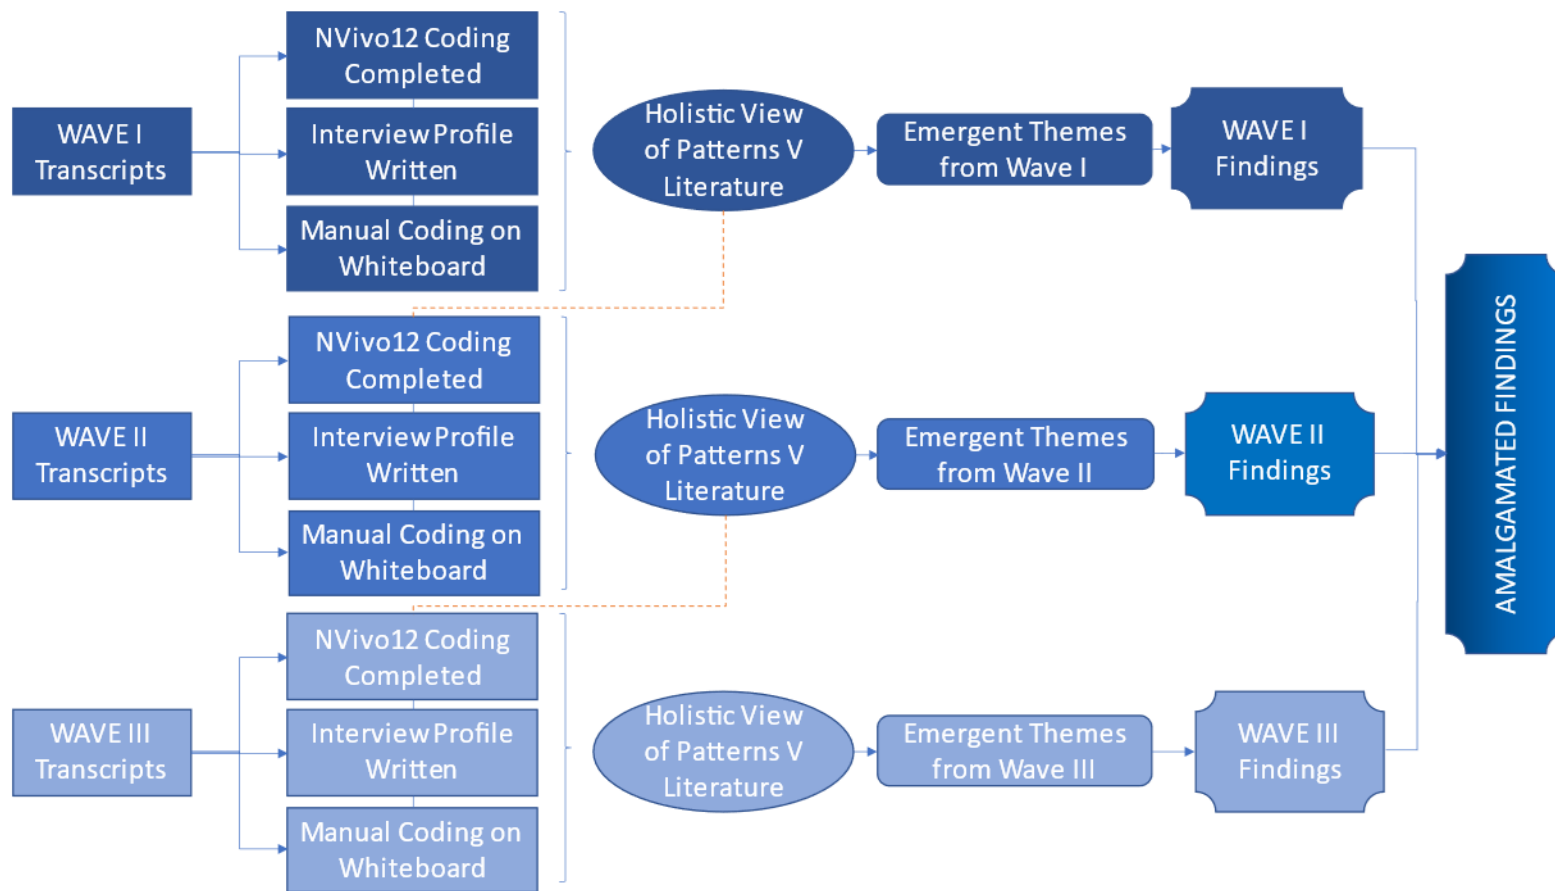 WAVE I
Transcripts
NVivo12 Coding
Completed
Interview Profile
Written
Manual Coding on
Whiteboard
Holistic View
of Patterns V
Literature
Emergent Themes
from Wave I
WAVE I
Findings
WAVE II
Transcripts
NVivo12 Coding
Completed
Interview Profile
Written
Manual Coding on
Whiteboard
Holistic View
of Patterns V
Literature
Emergent Themes
from Wave II
WAVE II
Findings
WAVE III
Transcripts
NVivo12 Coding
Completed
Interview Profile
Written
Manual Coding on
Whiteboard
Holistic View
of Patterns V
Literature
Emergent Themes
from Wave III
WAVE III
Findings
AMALGAMATED FINDINGS